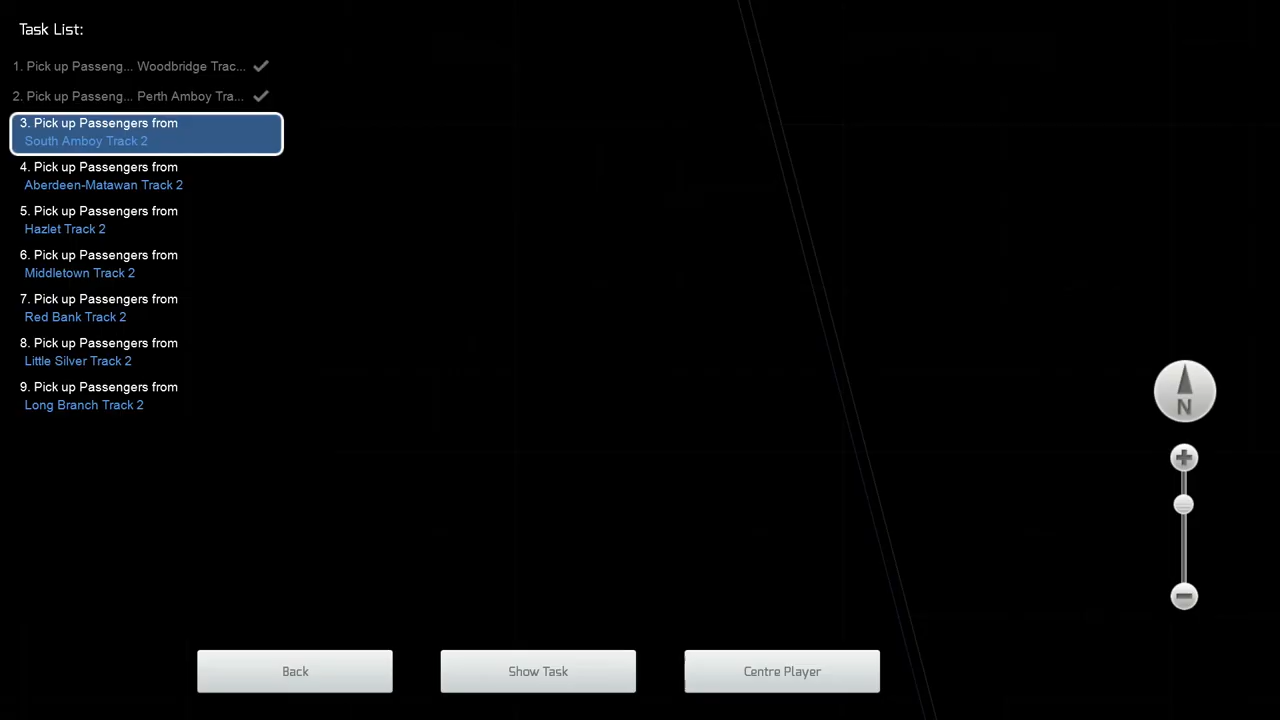 Task List:
1. Pick up Passeng... Woodbridge Trac...
2. Pick up Passeng... Perth Amboy Tra...
3. Pick up Passengers from
South Amboy Track 2
4. Pick up Passengers from
Aberdeen-Matawan Track 2
5. Pick up Passengers from
Hazlet Track 2
6. Pick up Passengers from
Middletown Track 2
7. Pick up Passengers from
Red Bank Track 2
8. Pick up Passengers from
Little Silver Track 2
9. Pick up Passengers from
Long Branch Track 2
N
Back
Show Task
Centre Player